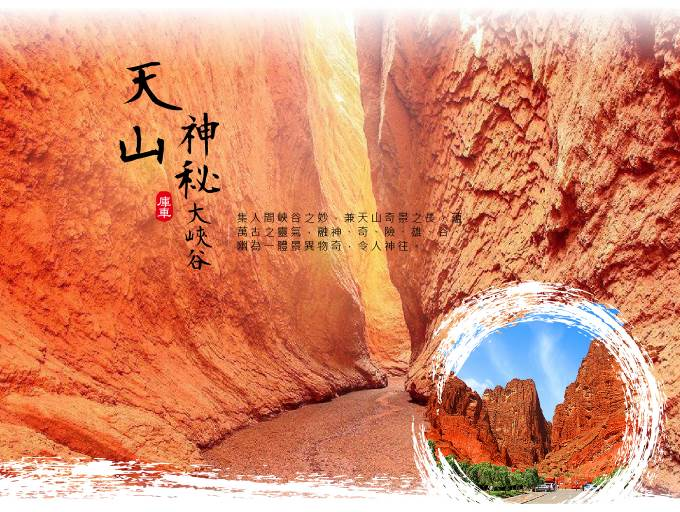 天山
神秘大峽谷
庫車
集人間峽谷之妙、兼天山奇景之長、蘊
萬古之靈氣、融神、奇、險、雄、谷、
幽為一體景異物奇、令人神往。